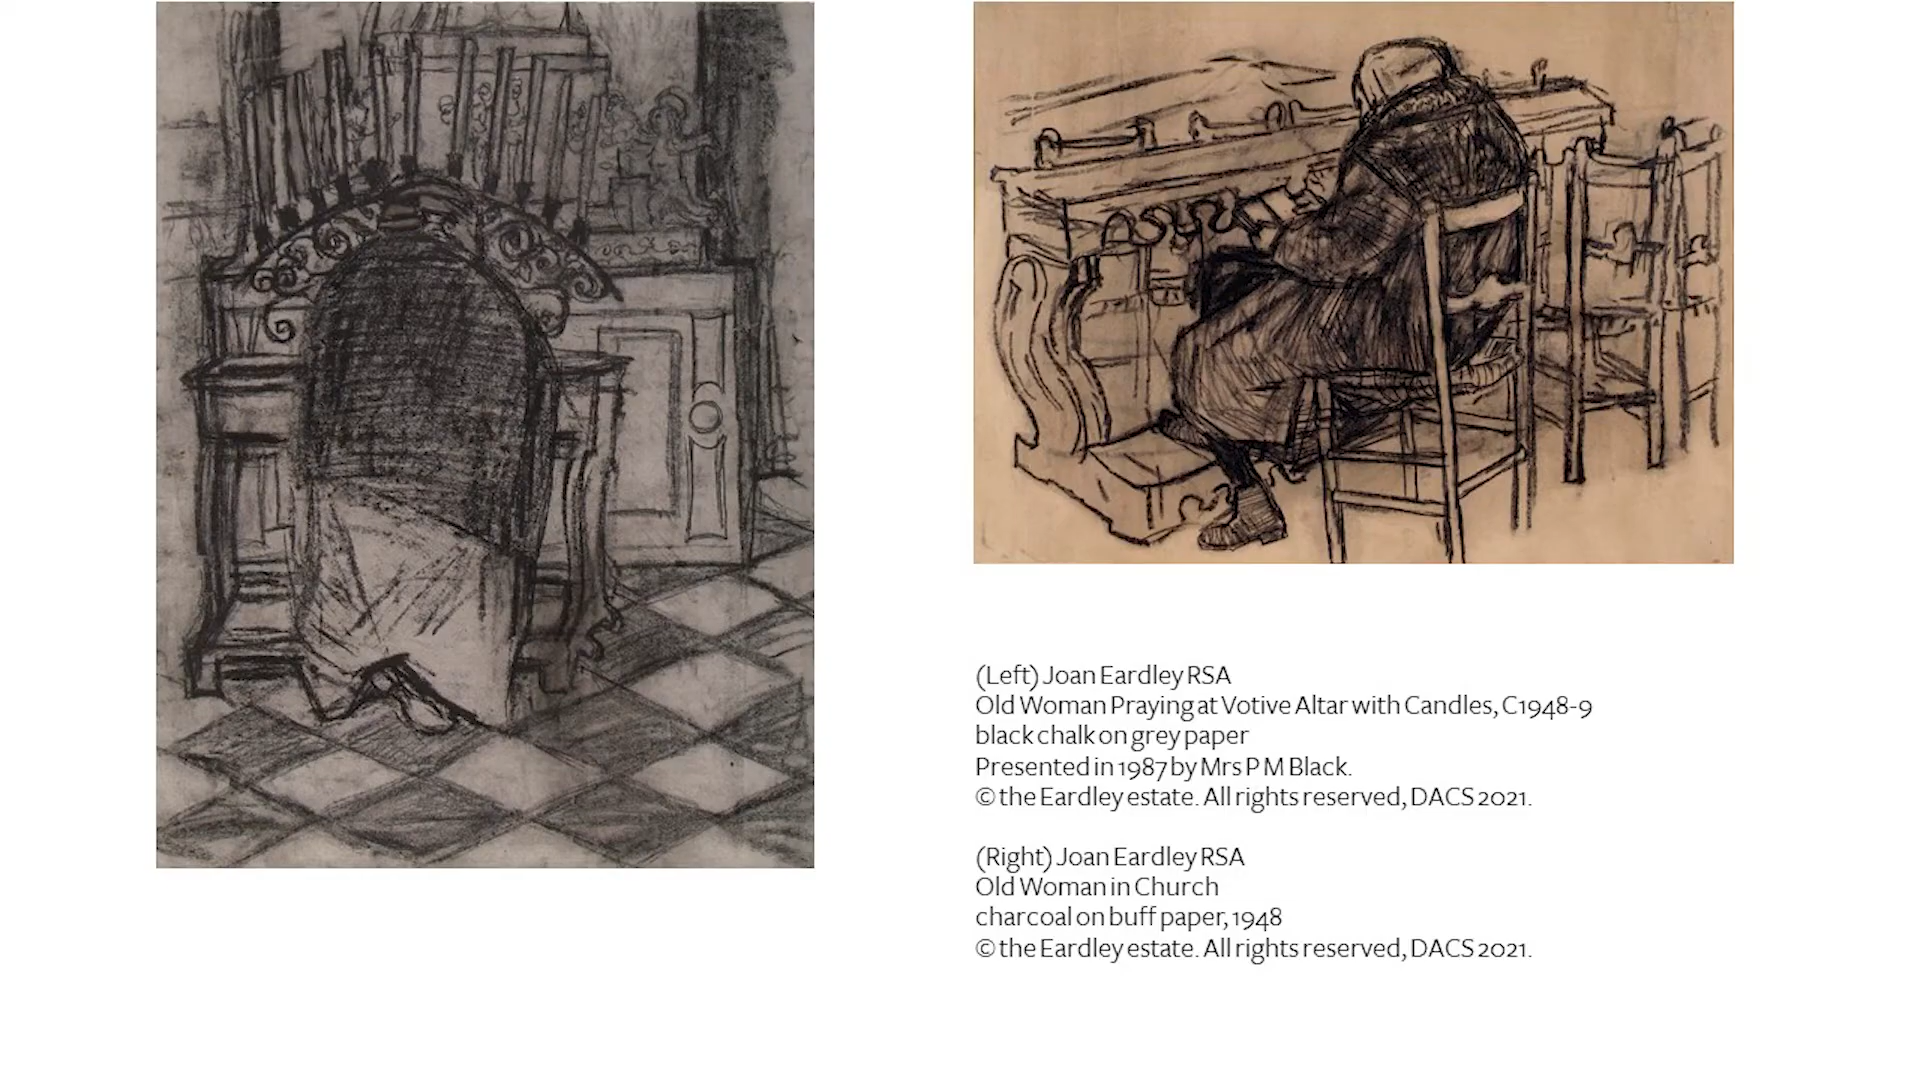 (Left) Joan Eardley RSA
Old Woman Praying at Votive Altar with Candles, C1948-9
black chalk on grey paper
Presented in 1987 by Mrs P M Black.
© the Eardley estate. All rights reserved, DACS 2021.
(Right) Joan Eardley RSA
Old Woman in Church
charcoal on buff paper, 1948
© the Eardley estate. All rights reserved, DACS 2021.